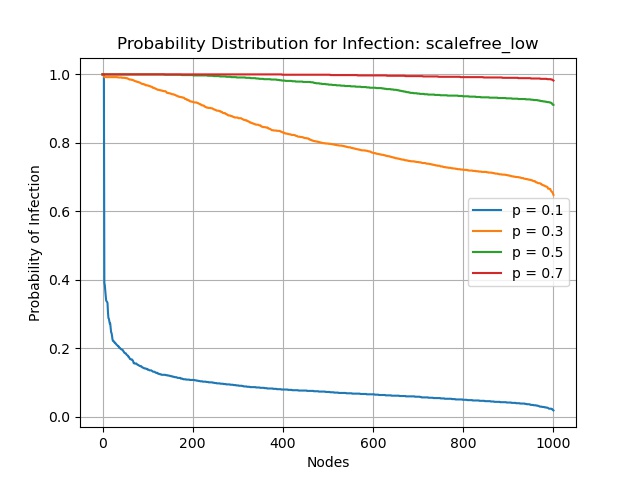 Probability Distribution for Infection: scalefree_low
Probability of Infection
1.0
0.8
0.6
0.4
0.2
0.0
p = 0.1
p = 0.3
p = 0.5
p = 0.7
0 200 400 600 800 1000
Nodes